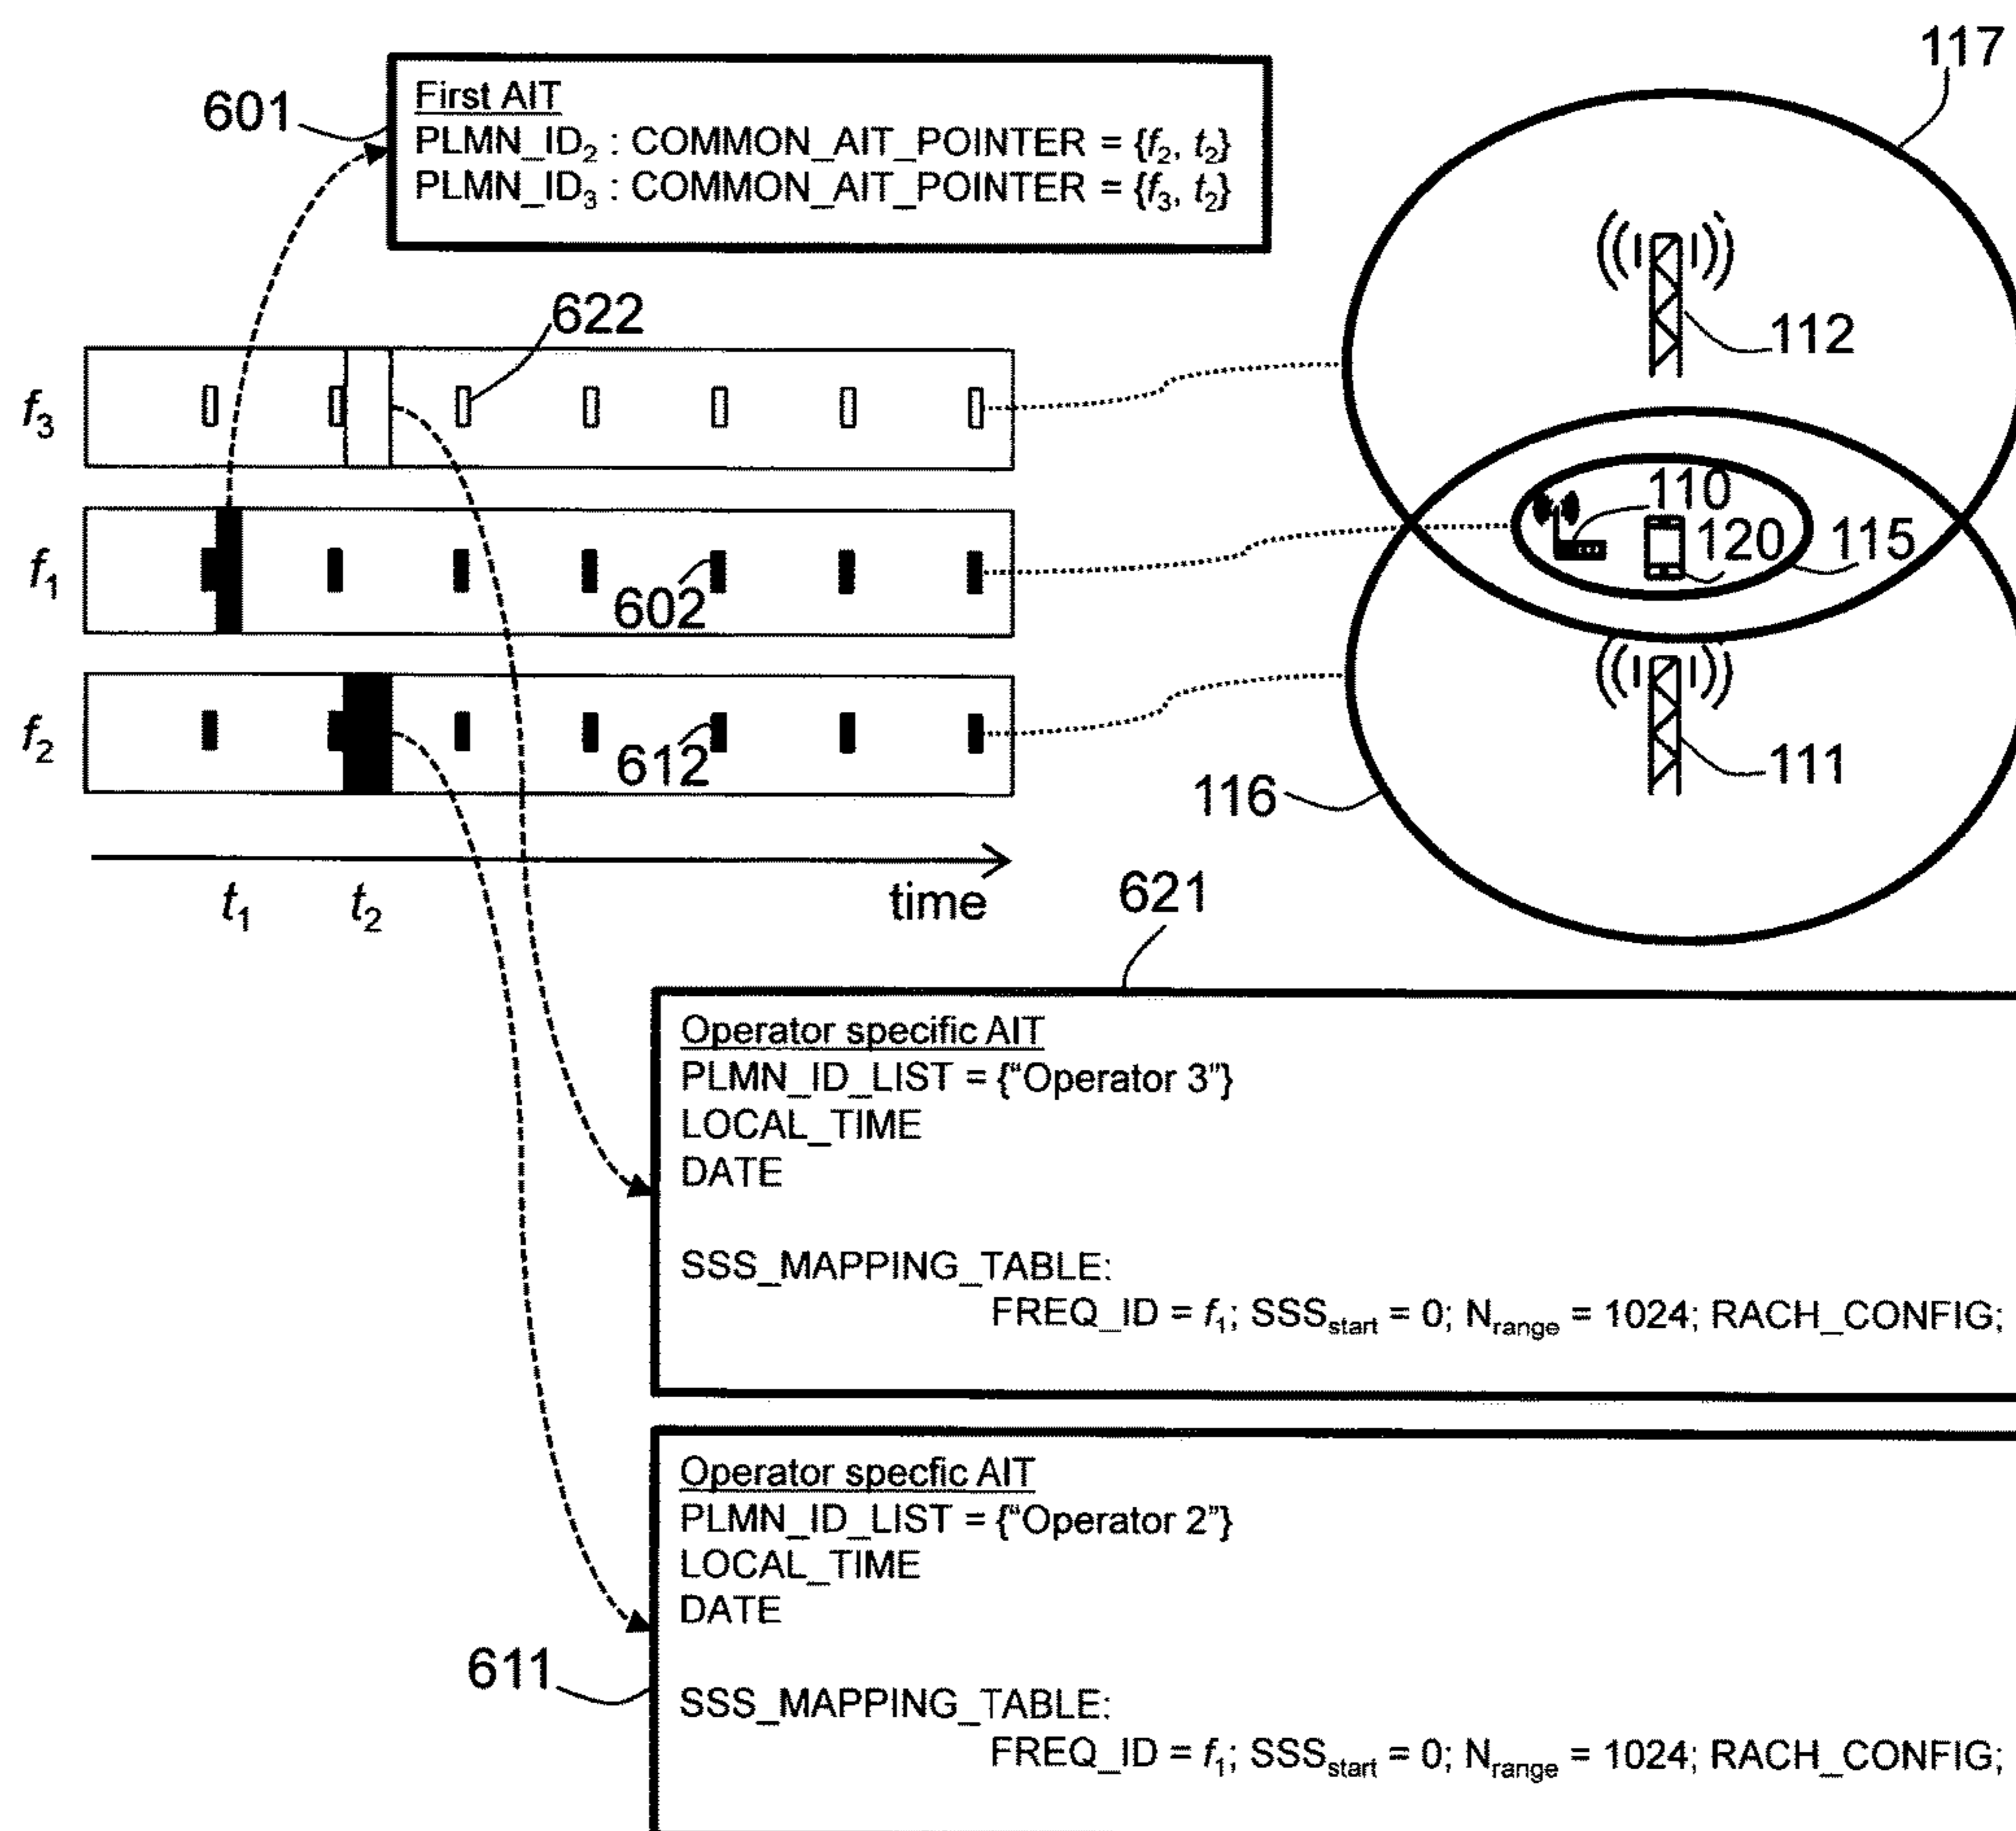 117
601
First AIT
PLMN_ID2 : COMMON_AIT_POINTER = {f2, t2}
PLMN_ID3 : COMMON_AIT_POINTER = {f3, t2}
622
112
f3
110
120
115
f1
602
f2
612
116
111
t1
t2
time
621
Operator specific AIT
PLMN_ID_LIST = {“Operator 3”}
LOCAL_TIME
DATE
SSS_MAPPING_TABLE:
FREQ_ID = f1; SSSstart = 0; Nrange = 1024; RACH_CONFIG;
Operator specfic AIT
PLMN_ID_LIST = {“Operator 2”}
LOCAL_TIME
DATE
611
SSS_MAPPING_TABLE:
FREQ_ID = f1; SSSstart = 0; Nrange = 1024; RACH_CONFIG;